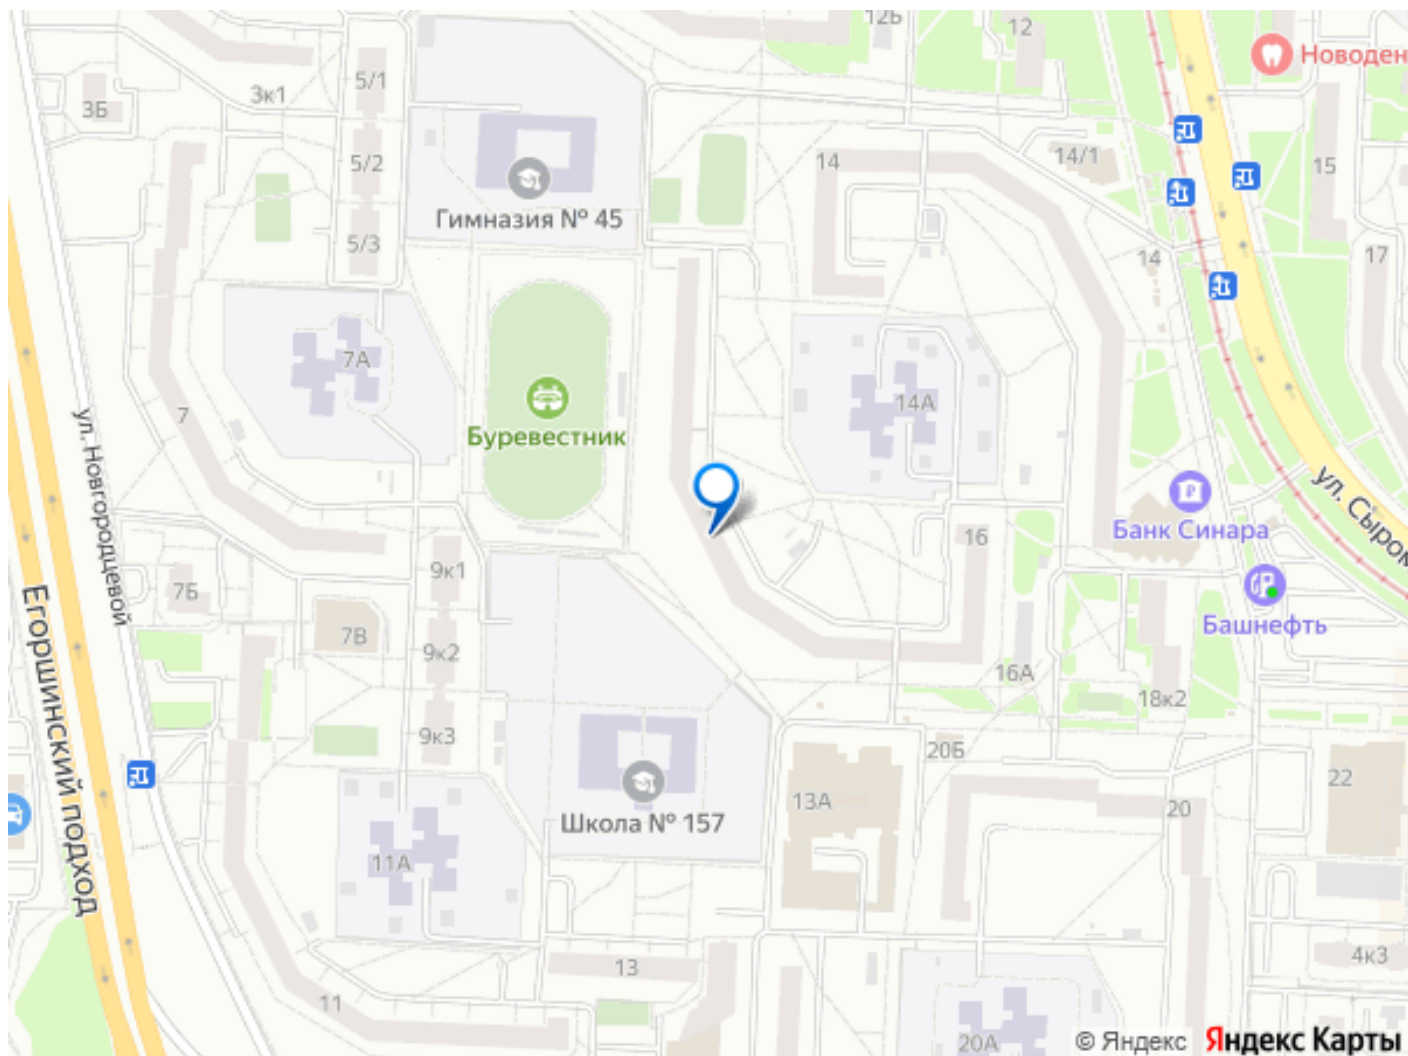 12Б
12
Новоден
3к1
5/1
3Б
5/2
14
14/1
15
Гимназия № 45
5/3
14
17
7А
14А
7
Буревестник
ул. Новгородцевой
ул. Сыром
Банк Синара
16
9к1
7Б
Башнефть
7В
9к2
16А
18к2
Егоршинский подход
9к3
20Б
22
13А
20
Школа № 157
11А
13
4к3
11
20А
© Яндекс
Яндекс Карты